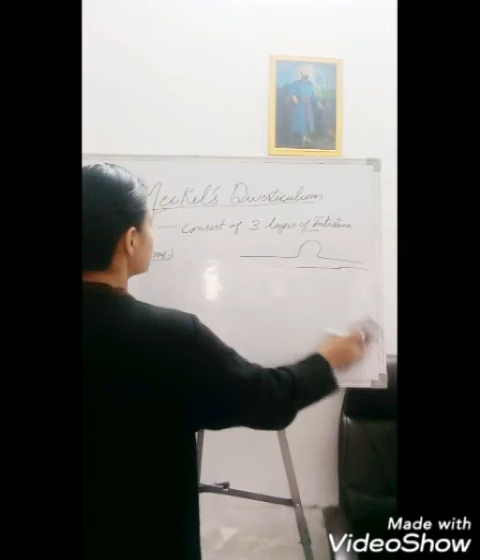 Meckel's Diverticulum
— Consist of 3 layer of Intestine
Made with
VideoShow